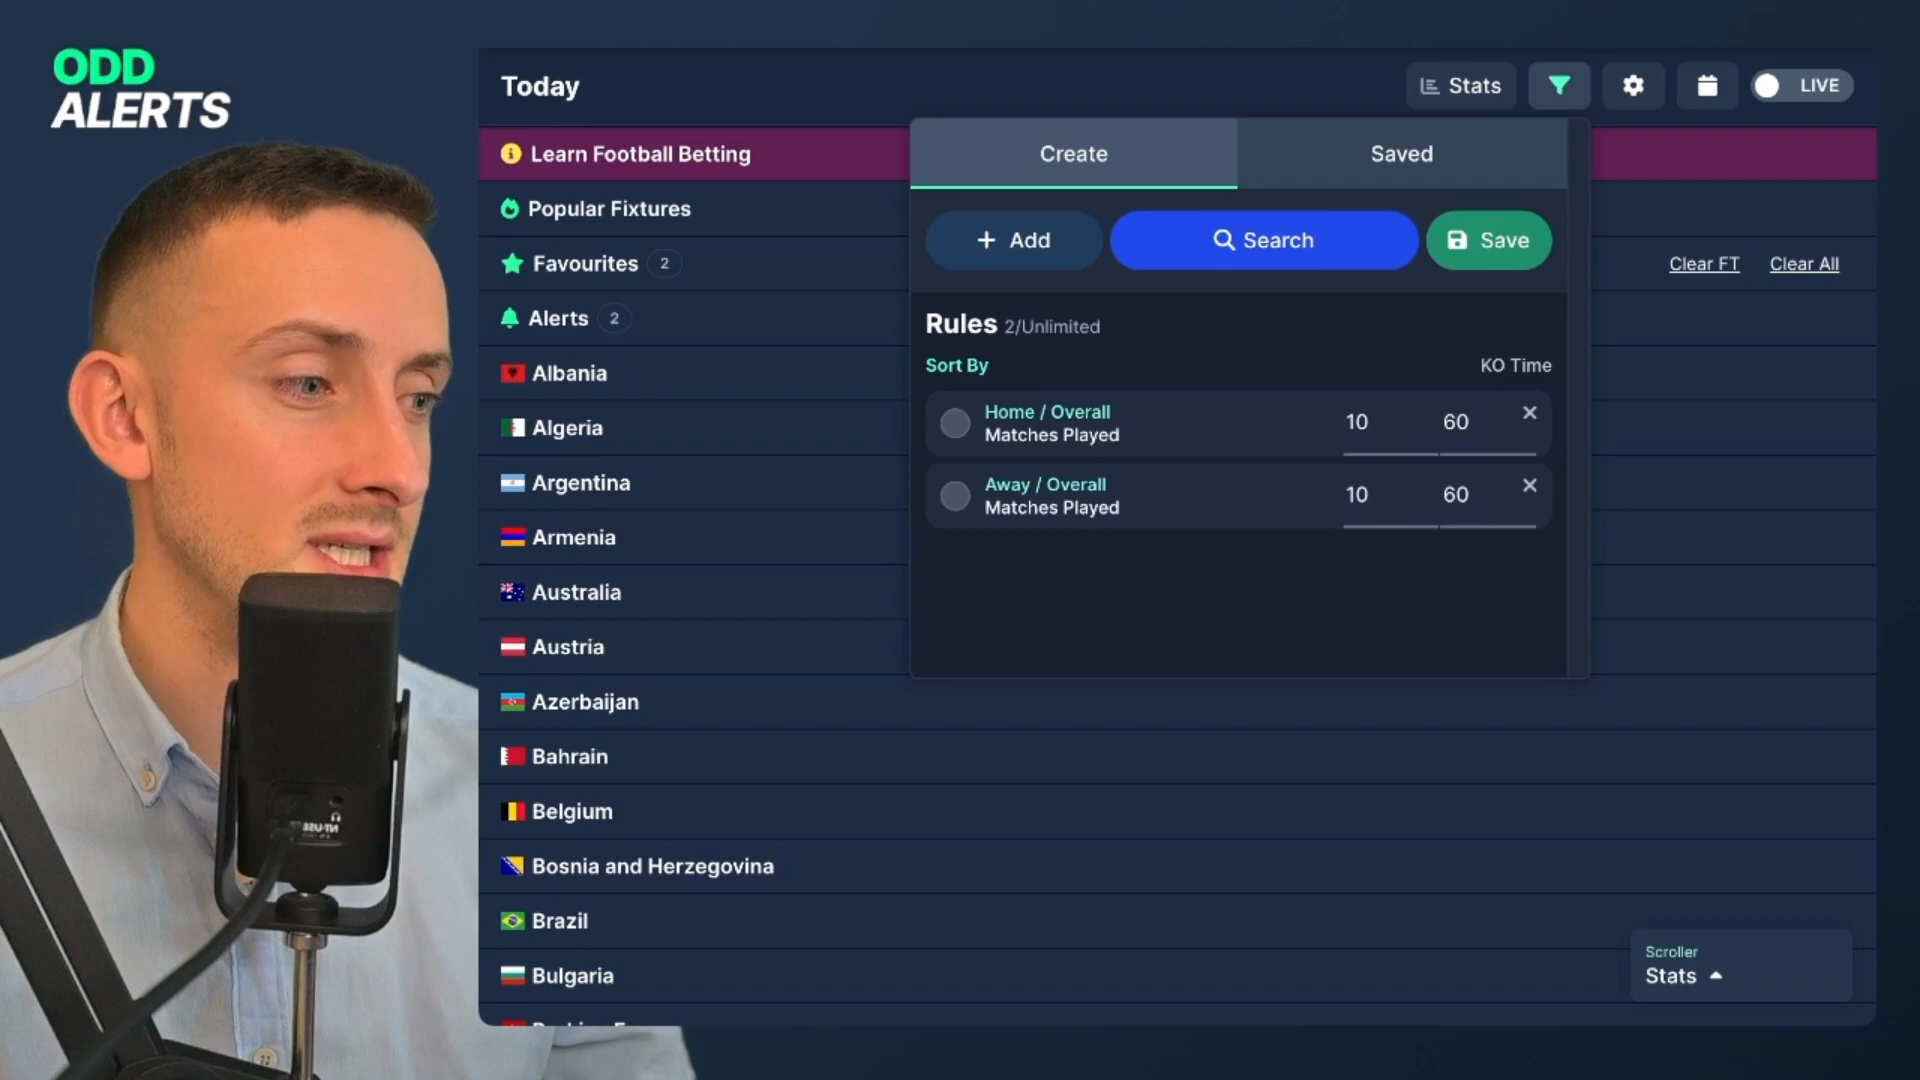 ODD
ALERTS
Today
Stats
LIVE
Learn Football Betting
Create
Saved
Popular Fixtures
Add
Search
Save
Favourites 2
Clear FT
Clear All
Alerts 2
Rules 2/Unlimited
Sort By
KO Time
Albania
Home / Overall
Matches Played
10
60
Algeria
Argentina
Away / Overall
Matches Played
10
60
Armenia
Australia
Austria
Azerbaijan
Bahrain
Belgium
Bosnia and Herzegovina
Brazil
Bulgaria
Scroller
Stats
NT-USB